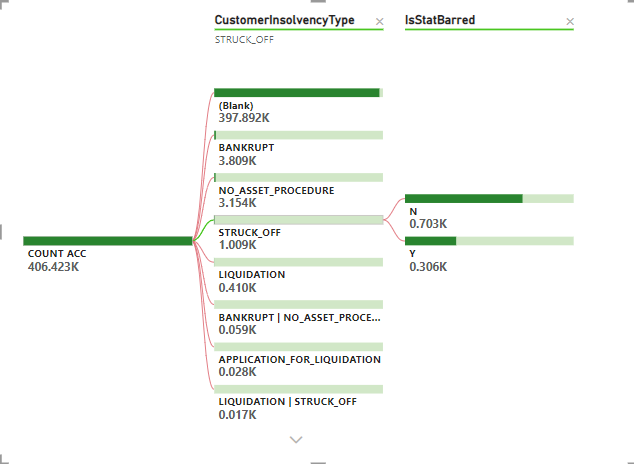 CustomerInsolvencyType
STRUCK_OFF
IsStatBarred
(Blank)
397.892K
BANKRUPT
3.809K
NO_ASSET_PROCEDURE
3.154K
STRUCK_OFF
1.009K
LIQUIDATION
0.410K
BANKRUPT | NO_ASSET_PROCE...
0.059K
APPLICATION_FOR_LIQUIDATION
0.028K
LIQUIDATION | STRUCK_OFF
0.017K
COUNT ACC
406.423K
N
0.703K
Y
0.306K